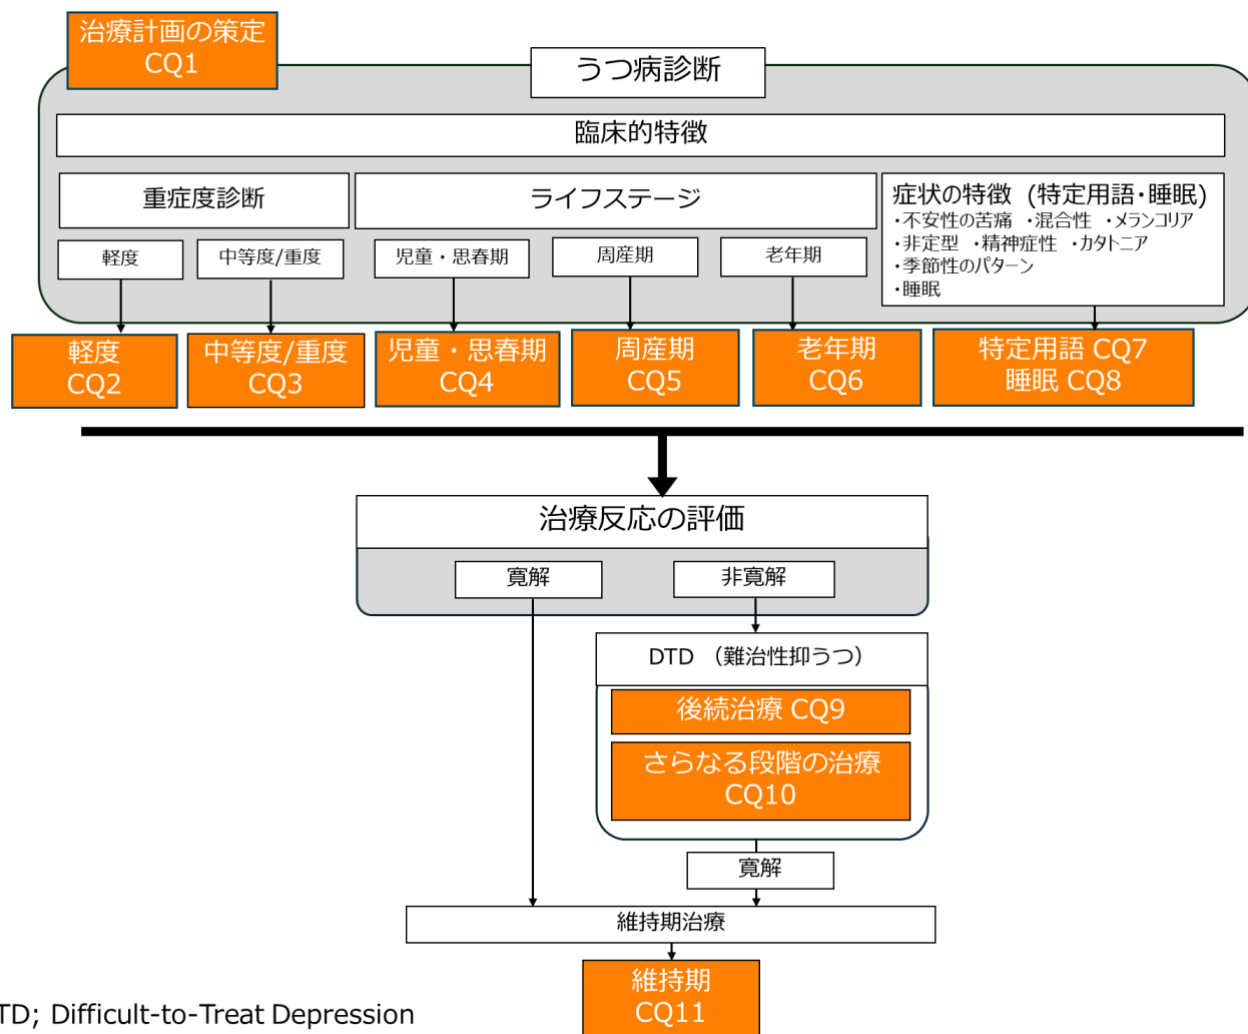 治療計画の策定
CQ1
うつ病診断
臨床的特徴
重症度診断
ライフステージ
症状の特徴 (特定用語・睡眠)
・不安性の苦痛 ・混合性 ・メランコリア
・非定型 ・精神症性 ・カタトニア
・季節性のパターン
・睡眠
軽度
中等度/重度
児童・思春期
周産期
老年期
軽度
CQ2
中等度/重度
CQ3
児童・思春期
CQ4
周産期
CQ5
老年期
CQ6
特定用語 CQ7
睡眠 CQ8
治療反応の評価
寛解
非寛解
DTD (難治性抑うつ)
後続治療 CQ9
さらなる段階の治療
CQ10
寛解
維持期治療
維持期
CQ11
TD; Difficult-to-Treat Depression